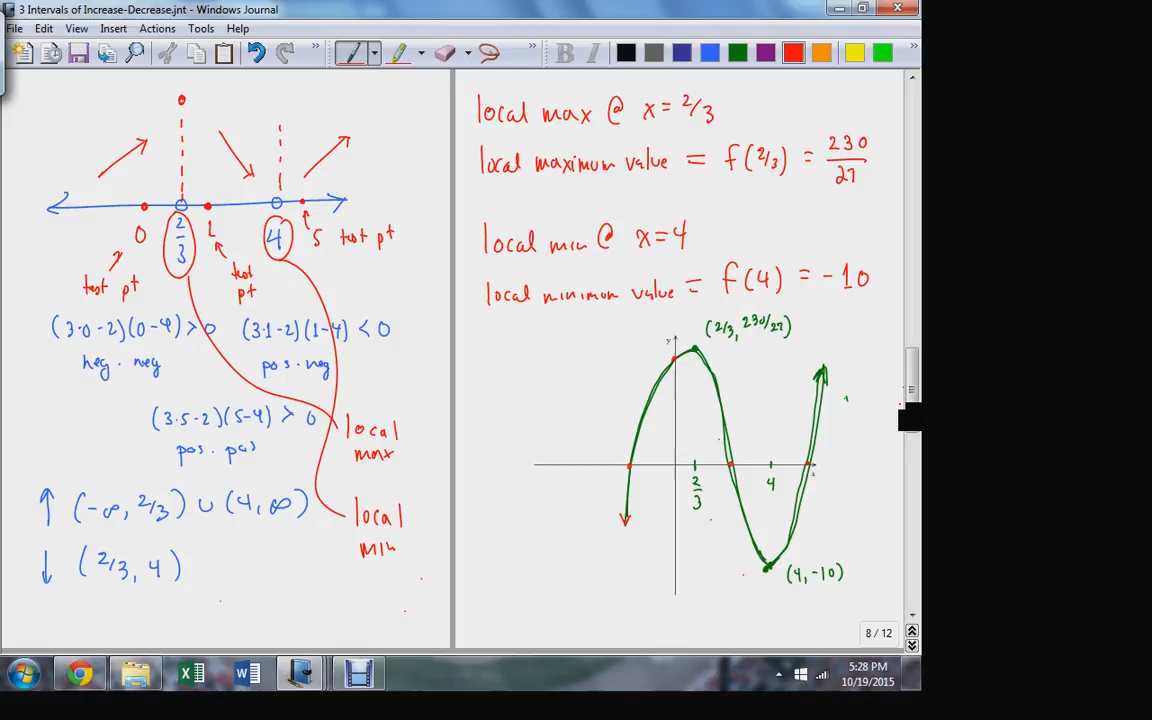 3 Intervals of Increase-Decrease.jnt - Windows Journal
File Edit View Insert Actions Tools Help
0 2/3 1 4 5 test pt
test pt
test pt
(3·0-2)(0-4)>0
neg · neg
(3·1-2)(1-4)<0
pos · neg
(3·5-2)(5-4)>0
pos · pos
local max
local min
↑ (-∞, 2/3) ∪ (4, ∞)
↓ (2/3, 4)
local max @ x = 2/3
local maximum value = f(2/3) = 230/27
local min @ x=4
local minimum value = f(4) = -10
(2/3, 230/27)
y
2/3
4
(4, -10)
8 / 12
5:28 PM
10/19/2015